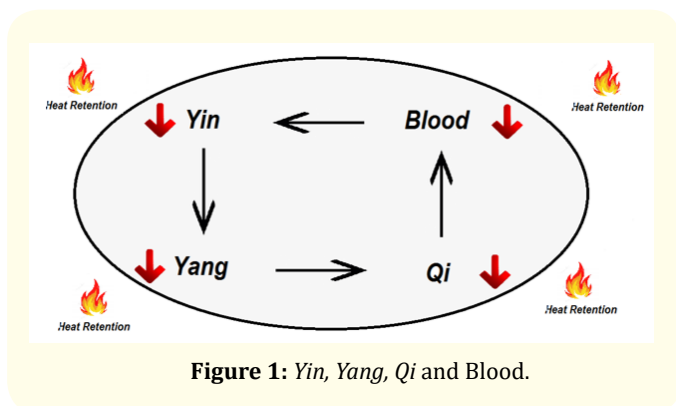 Heat Retention
Heat Retention
Yin
Blood
Yang
Qi
Heat Retention
Heat Retention
Figure 1: Yin, Yang, Qi and Blood.